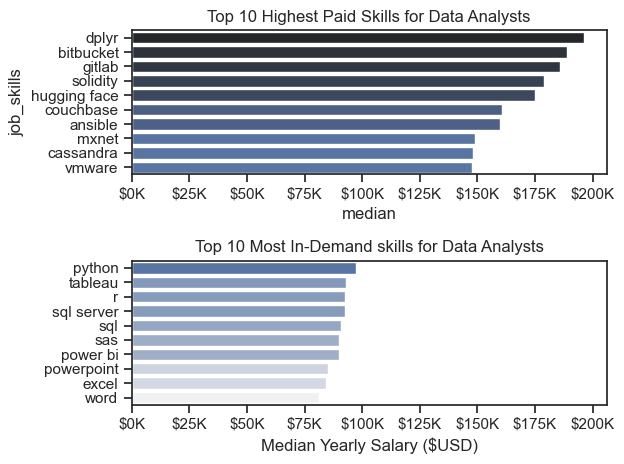 Top 10 Highest Paid Skills for Data Analysts
job_skills
dplyr
bitbucket
gitlab
solidity
hugging face
couchbase
ansible
mxnet
cassandra
vmware
$0K $25K $50K $75K $100K $125K $150K $175K $200K
median
Top 10 Most In-Demand skills for Data Analysts
python
tableau
r
sql server
sql
sas
power bi
powerpoint
excel
word
$0K $25K $50K $75K $100K $125K $150K $175K $200K
Median Yearly Salary ($USD)